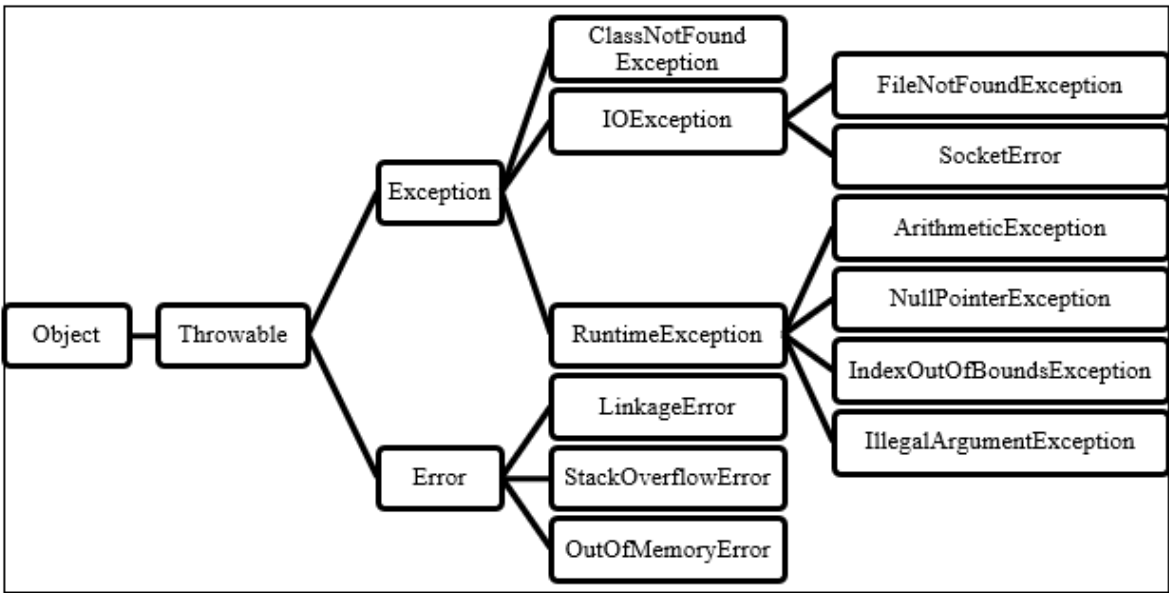 ClassNotFound
Exception
IOException
FileNotFoundException
SocketError
Exception
ArithmeticException
NullPointerException
Object
Throwable
RuntimeException
IndexOutOfBoundsException
LinkageError
IllegalArgumentException
Error
StackOverflowError
OutOfMemoryError